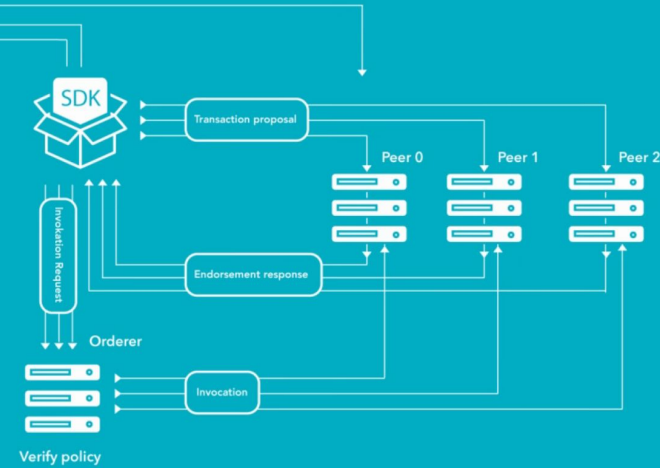 SDK
Transaction proposal
Peer 0
Peer 1
Peer 2
Invokation Request
Endorsement response
Orderer
Invocation
Verify policy